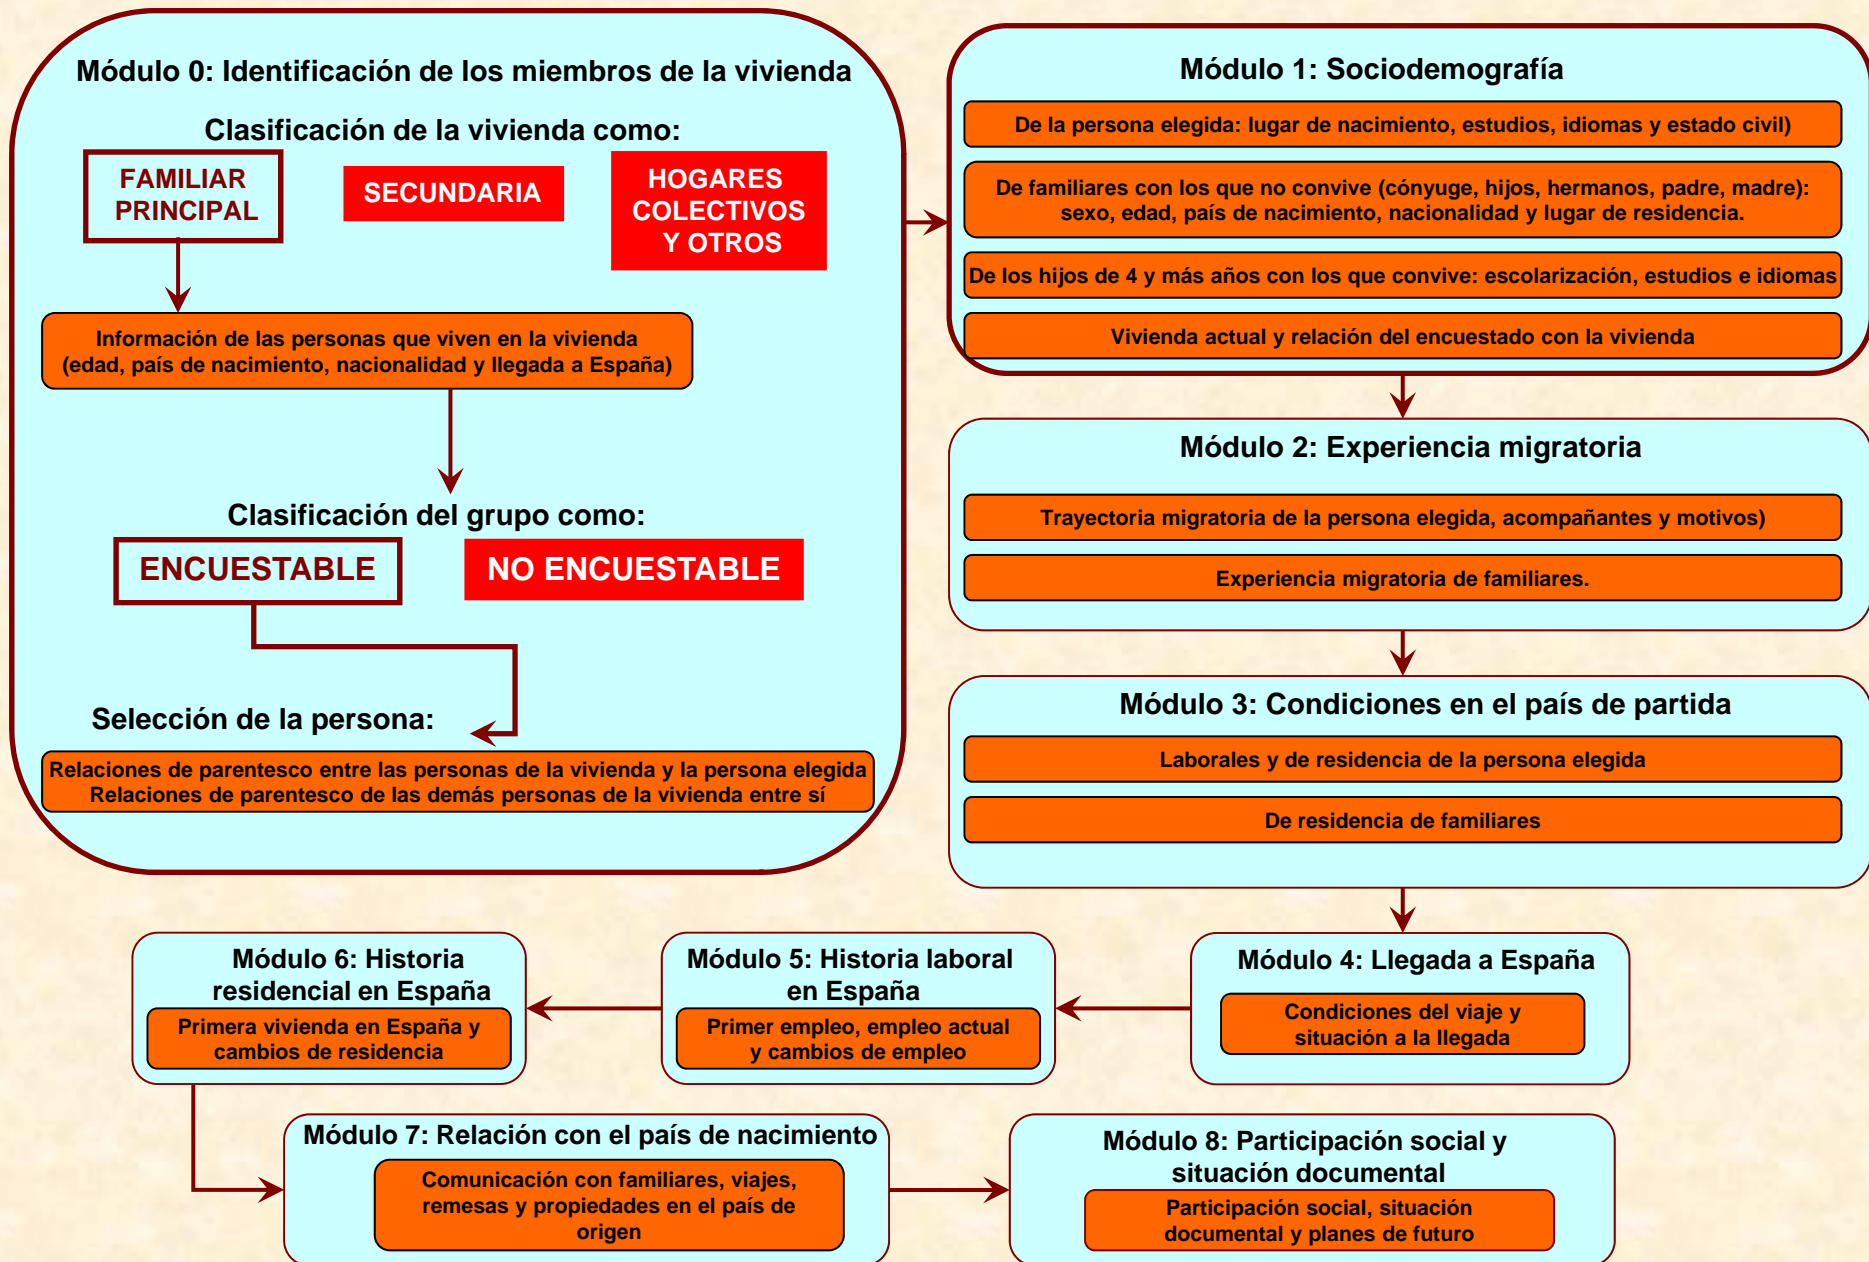 Módulo 0: Identificación de los miembros de la vivienda
Clasificación de la vivienda como:
FAMILIAR
PRINCIPAL
SECUNDARIA
HOGARES
COLECTIVOS
Y OTROS
Información de las personas que viven en la vivienda
(edad, país de nacimiento, nacionalidad y llegada a España)
Clasificación del grupo como:
ENCUESTABLE
NO ENCUESTABLE
Selección de la persona:
Relaciones de parentesco entre las personas de la vivienda y la persona elegida
Relaciones de parentesco de las demás personas de la vivienda entre sí
Módulo 1: Sociodemografía
De la persona elegida: lugar de nacimiento, estudios, idiomas y estado civil)
De familiares con los que no convive (cónyuge, hijos, hermanos, padre, madre):
sexo, edad, país de nacimiento, nacionalidad y lugar de residencia.
De los hijos de 4 y más años con los que convive: escolarización, estudios e idiomas
Vivienda actual y relación del encuestado con la vivienda
Módulo 2: Experiencia migratoria
Trayectoria migratoria de la persona elegida, acompañantes y motivos)
Experiencia migratoria de familiares.
Módulo 3: Condiciones en el país de partida
Laborales y de residencia de la persona elegida
De residencia de familiares
Módulo 4: Llegada a España
Condiciones del viaje y
situación a la llegada
Módulo 5: Historia laboral
en España
Primer empleo, empleo actual
y cambios de empleo
Módulo 6: Historia
residencial en España
Primera vivienda en España y
cambios de residencia
Módulo 7: Relación con el país de nacimiento
Comunicación con familiares, viajes,
remesas y propiedades en el país de
origen
Módulo 8: Participación social y
situación documental
Participación social, situación
documental y planes de futuro